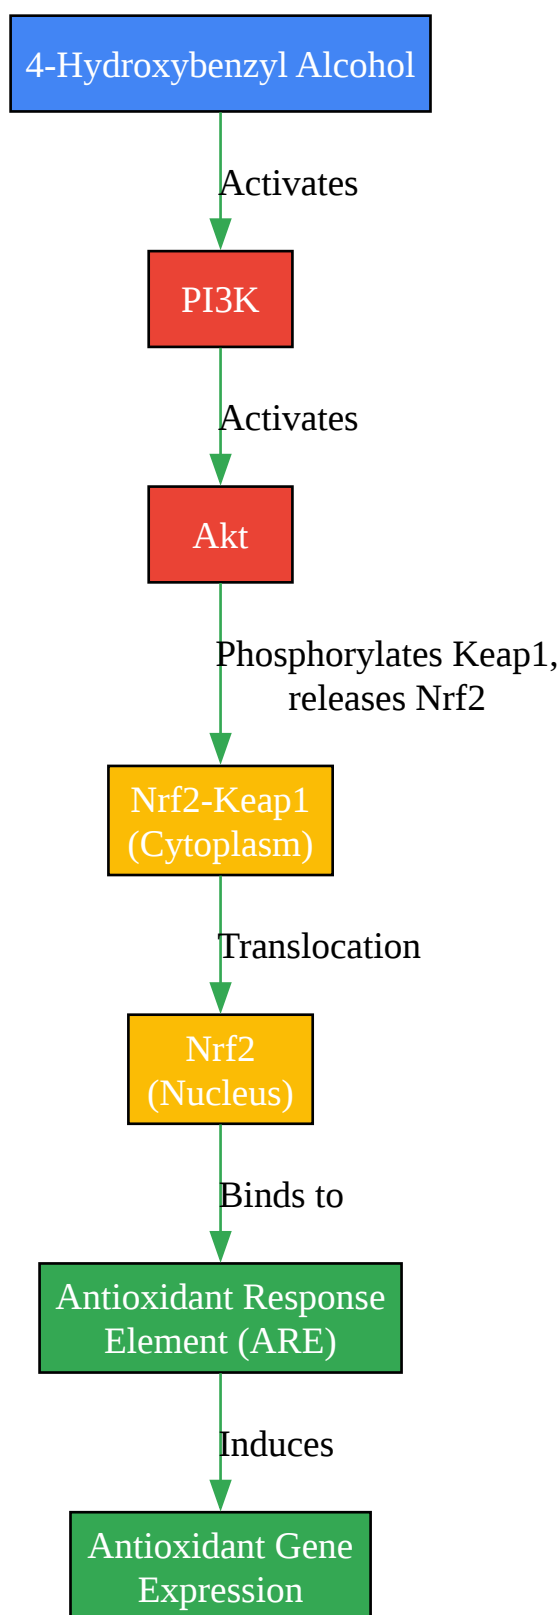 4-Hydroxybenzyl Alcohol
Activates
PI3K
Activates
Akt
Phosphorylates Keap1,
releases Nrf2
Nrf2-Keap1
(Cytoplasm)
Translocation
Nrf2
(Nucleus)
Binds to
Antioxidant Response
Element (ARE)
Induces
Antioxidant Gene
Expression